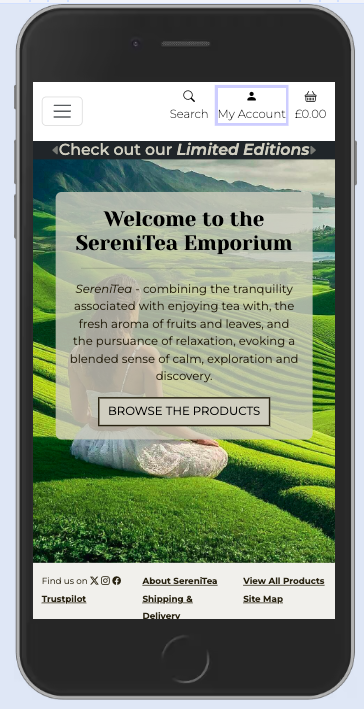 Search My Account £0.00
Check out our Limited Editions
Welcome to the
SereniTea Emporium
SereniTea - combining the tranquility
associated with enjoying tea with, the
fresh aroma of fruits and leaves, and
the pursuance of relaxation, evoking a
blended sense of calm, exploration and
discovery.
BROWSE THE PRODUCTS
Find us on
Trustpilot
About SereniTea
Shipping &
Delivery
View All Products
Site Map